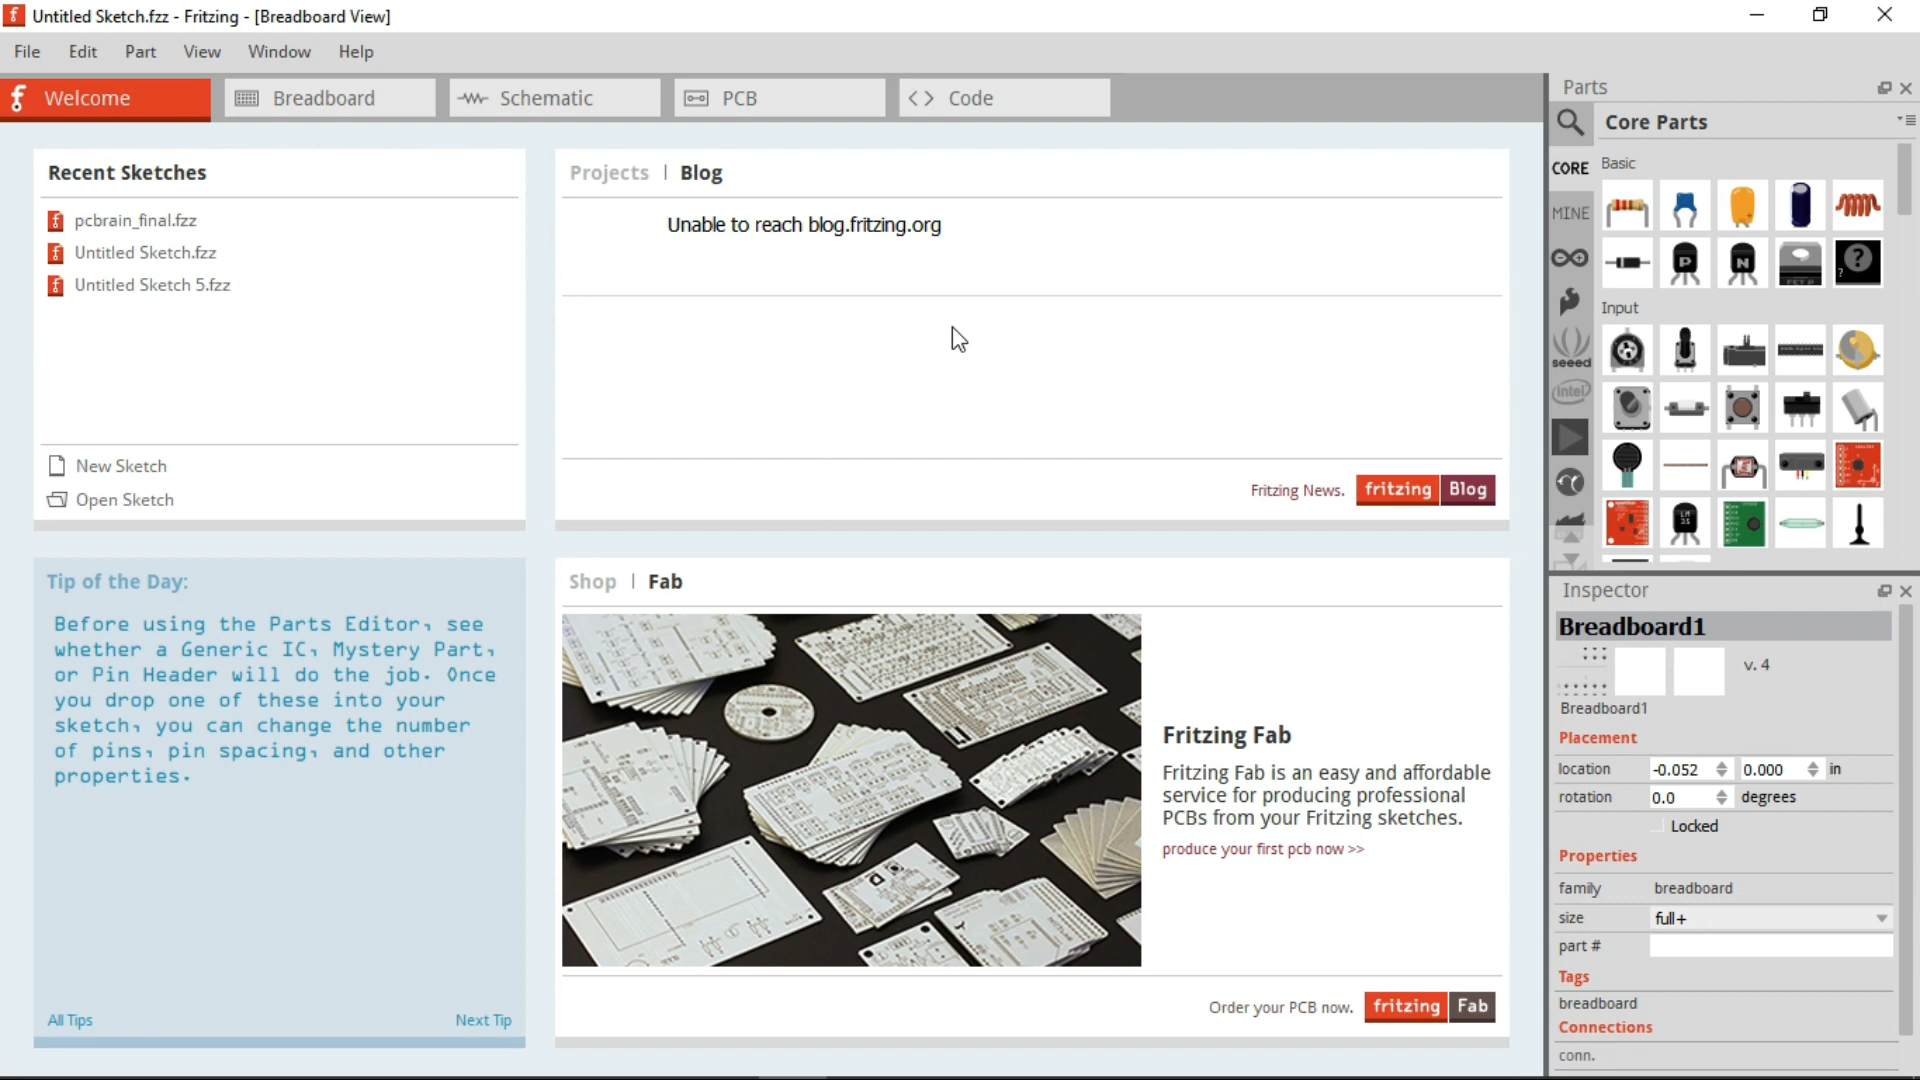 Untitled Sketch.fzz - Fritzing - [Breadboard View]
File Edit Part View Window Help
Welcome Breadboard Schematic PCB Code
Recent Sketches
pcbrain_final.fzz
Untitled Sketch.fzz
Untitled Sketch 5.fzz
New Sketch
Open Sketch
Projects | Blog
Unable to reach blog.fritzing.org
Fritzing News. fritzing Blog
Tip of the Day:
Before using the Parts Editor, see
whether a Generic IC, Mystery Part,
or Pin Header will do the job. Once
you drop one of these into your
sketch, you can change the number
of pins, pin spacing, and other
properties.
All Tips Next Tip
Shop | Fab
Fritzing Fab
Fritzing Fab is an easy and affordable
service for producing professional
PCBs from your Fritzing sketches.
produce your first pcb now >>
Order your PCB now. fritzing Fab
Parts
Core Parts
CORE
MINE
seeed
intel
Basic
P
N
?
Input
LM
35
Inspector
Breadboard1
v. 4
Breadboard1
Placement
location -0.052 0.000 in
rotation 0.0 degrees
Locked
Properties
family breadboard
size full+
part #
Tags
breadboard
Connections
conn.